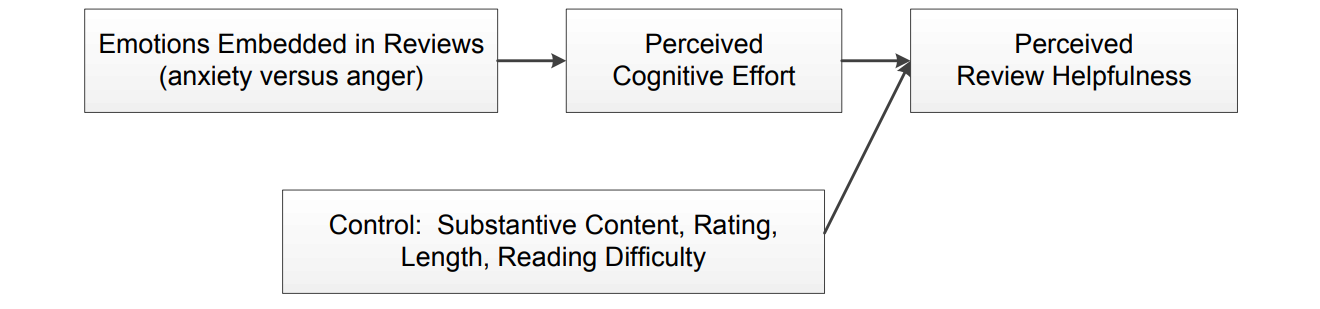 Emotions Embedded in Reviews
(anxiety versus anger)
Perceived
Cognitive Effort
Perceived
Review Helpfulness
Control:  Substantive Content, Rating,
Length, Reading Difficulty